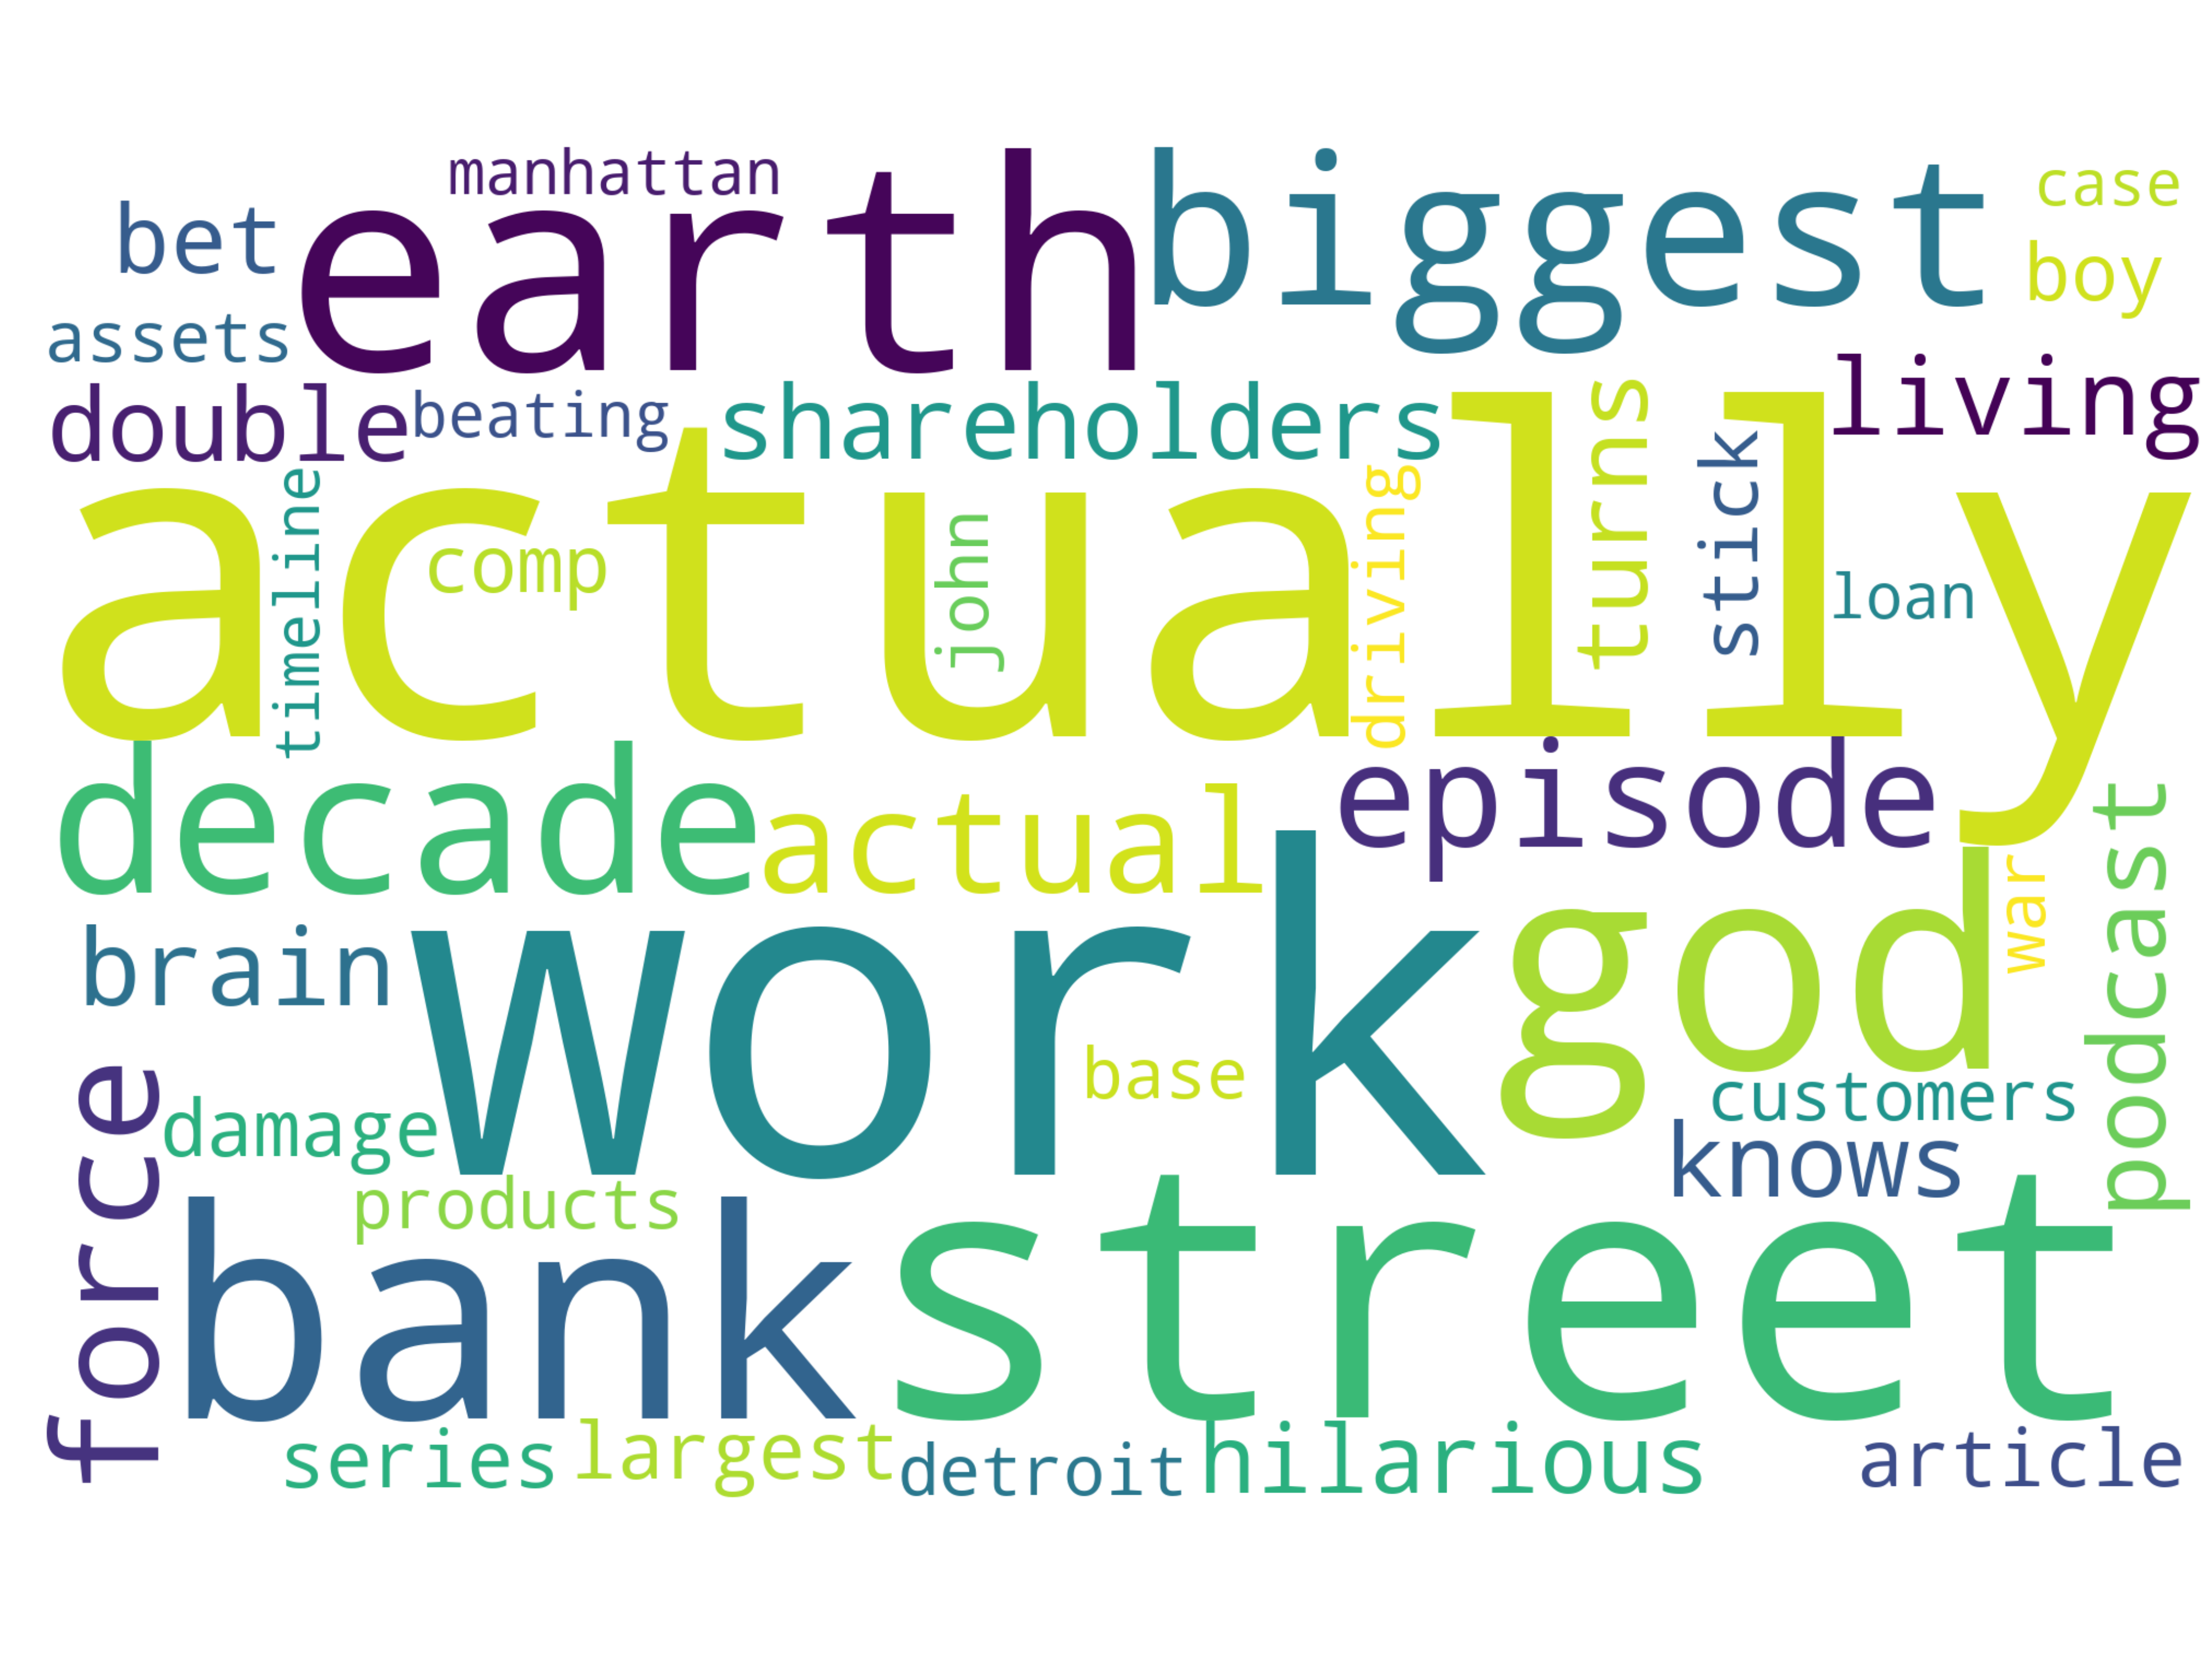 manhattan
earth
biggest
case
bet
boy
assets
double
beating
shareholders
living
actually
timeline
comp
john
driving
turns
stick
loan
decade
actual
episode
podcast
war
brain
work
god
base
customers
force
damage
knows
products
bank
street
series
largest
detroit
hilarious
article